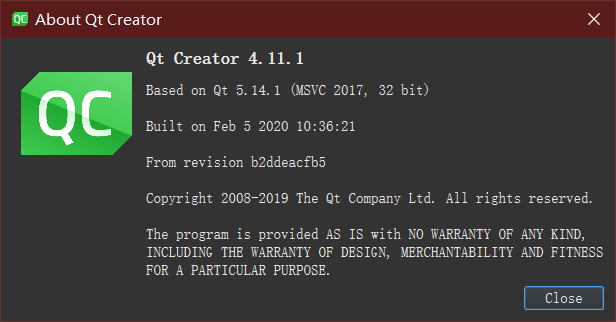 About Qt Creator
QC
Qt Creator 4.11.1
Based on Qt 5.14.1 (MSVC 2017, 32 bit)
Built on Feb 5 2020 10:36:21
From revision b2ddeacfb5
Copyright 2008-2019 The Qt Company Ltd. All rights reserved.
The program is provided AS IS with NO WARRANTY OF ANY KIND,
INCLUDING THE WARRANTY OF DESIGN, MERCHANTABILITY AND FITNESS
FOR A PARTICULAR PURPOSE.
Close